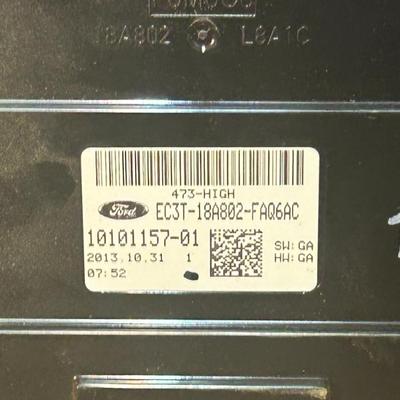 18A802 L8A1C
473-HIGH
Ford EC3T-18A802-FAQ6AC
10101157-01
2013.10.31 1
07:52
SW:GA
HW:GA